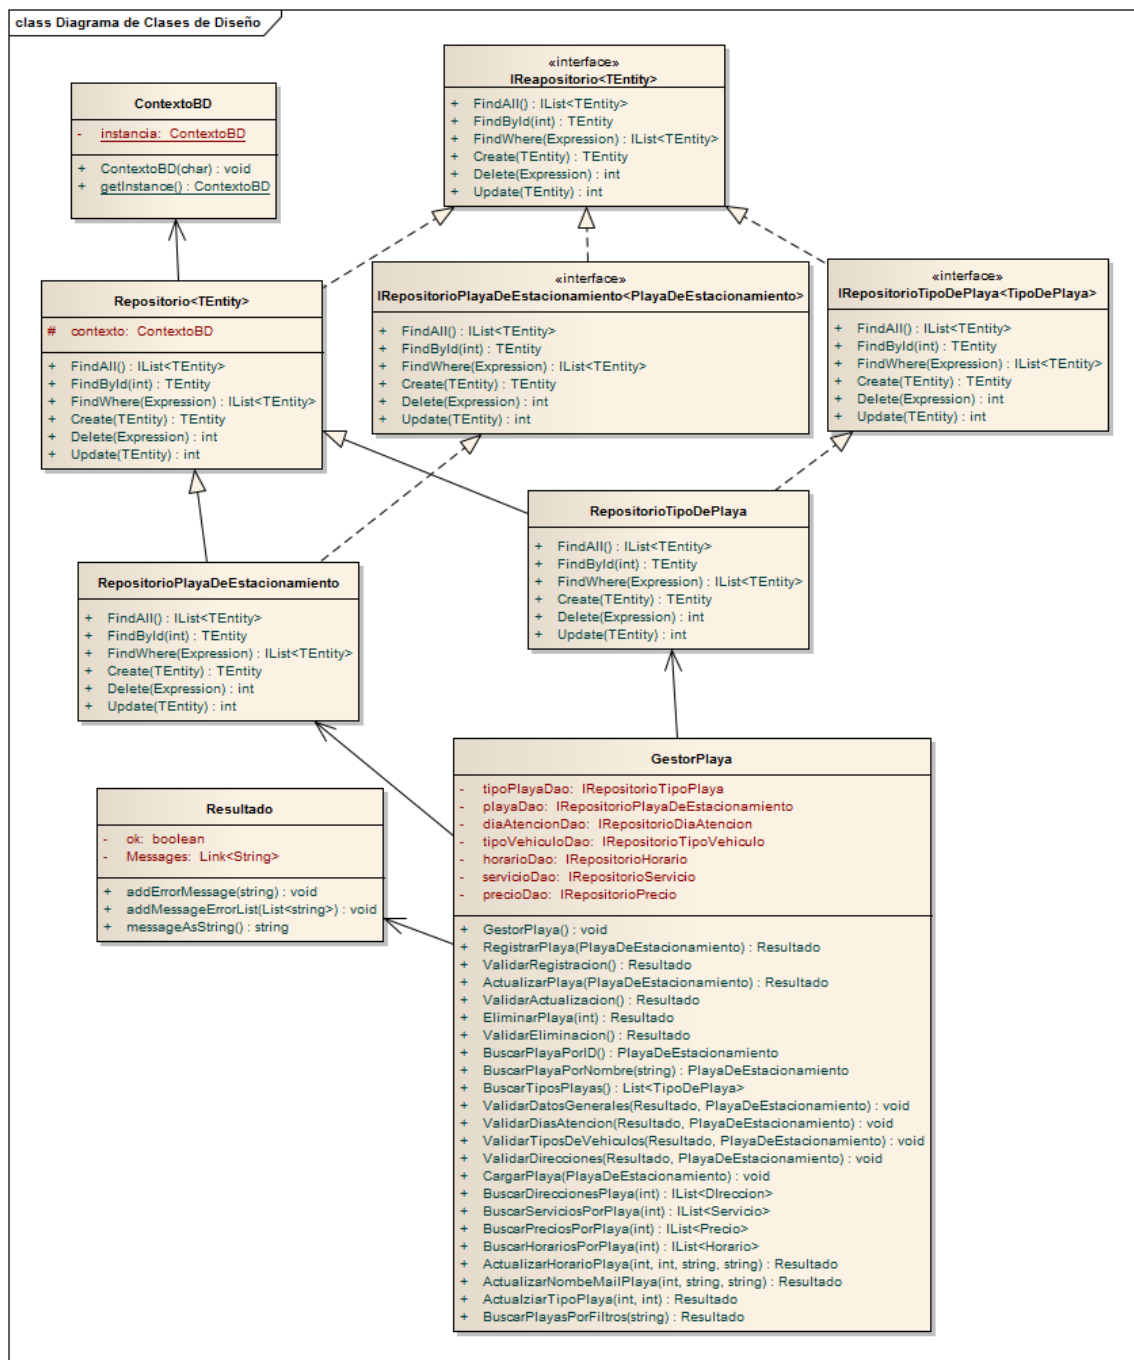 class Diagrama de Clases de Diseño
«interface»
IReapositorio<TEntity>
+ FindAll() : IList<TEntity>
+ FindById(int) : TEntity
+ FindWhere(Expression) : IList<TEntity>
+ Create(TEntity) : TEntity
+ Delete(Expression) : int
+ Update(TEntity) : int
ContextoBD
- instancia: ContextoBD
+ ContextoBD(char) : void
+ getInstance() : ContextoBD
Repositorio<TEntity>
# contexto: ContextoBD
+ FindAll() : IList<TEntity>
+ FindById(int) : TEntity
+ FindWhere(Expression) : IList<TEntity>
+ Create(TEntity) : TEntity
+ Delete(Expression) : int
+ Update(TEntity) : int
«interface»
IRepositorioPlayaDeEstacionamiento<PlayaDeEstacionamiento>
+ FindAll() : IList<TEntity>
+ FindById(int) : TEntity
+ FindWhere(Expression) : IList<TEntity>
+ Create(TEntity) : TEntity
+ Delete(Expression) : int
+ Update(TEntity) : int
«interface»
IRepositorioTipoDePlaya<TipoDePlaya>
+ FindAll() : IList<TEntity>
+ FindById(int) : TEntity
+ FindWhere(Expression) : IList<TEntity>
+ Create(TEntity) : TEntity
+ Delete(Expression) : int
+ Update(TEntity) : int
RepositorioTipoDePlaya
+ FindAll() : IList<TEntity>
+ FindById(int) : TEntity
+ FindWhere(Expression) : IList<TEntity>
+ Create(TEntity) : TEntity
+ Delete(Expression) : int
+ Update(TEntity) : int
RepositorioPlayaDeEstacionamiento
+ FindAll() : IList<TEntity>
+ FindById(int) : TEntity
+ FindWhere(Expression) : IList<TEntity>
+ Create(TEntity) : TEntity
+ Delete(Expression) : int
+ Update(TEntity) : int
Resultado
- ok: boolean
- Messages: Link<String>
+ addErrorMessage(string) : void
+ addMessageErrorList(List<string>) : void
+ messageAsString() : string
GestorPlaya
- tipoPlayaDao: IRepositorioTipoPlaya
- playaDao: IRepositorioPlayaDeEstacionamiento
- diaAtencionDao: IRepositorioDiaAtencion
- tipoVehiculoDao: IRepositorioTipoVehiculo
- horarioDao: IRepositorioHorario
- servicioDao: IRepositorioServicio
- precioDao: IRepositorioPrecio
+ GestorPlaya() : void
+ RegistrarPlaya(PlayaDeEstacionamiento) : Resultado
+ ValidarRegistracion() : Resultado
+ ActualizarPlaya(PlayaDeEstacionamiento) : Resultado
+ ValidarActualizacion() : Resultado
+ EliminarPlaya(int) : Resultado
+ ValidarEliminacion() : Resultado
+ BuscarPlayaPorID() : PlayaDeEstacionamiento
+ BuscarPlayaPorNombre(string) : PlayaDeEstacionamiento
+ BuscarTiposPlayas() : List<TipoDePlaya>
+ ValidarDatosGenerales(Resultado, PlayaDeEstacionamiento) : void
+ ValidarDiasAtencion(Resultado, PlayaDeEstacionamiento) : void
+ ValidarTiposDeVehiculos(Resultado, PlayaDeEstacionamiento) : void
+ ValidarDirecciones(Resultado, PlayaDeEstacionamiento) : void
+ CargarPlaya(PlayaDeEstacionamiento) : void
+ BuscarDireccionesPlaya(int) : IList<DIreccion>
+ BuscarServiciosPorPlaya(int) : IList<Servicio>
+ BuscarPreciosPorPlaya(int) : IList<Precio>
+ BuscarHorariosPorPlaya(int) : IList<Horario>
+ ActualizarHorarioPlaya(int, int, string, string) : Resultado
+ ActualizarNombeMailPlaya(int, string, string) : Resultado
+ ActualziarTipoPlaya(int, int) : Resultado
+ BuscarPlayasPorFiltros(string) : Resultado